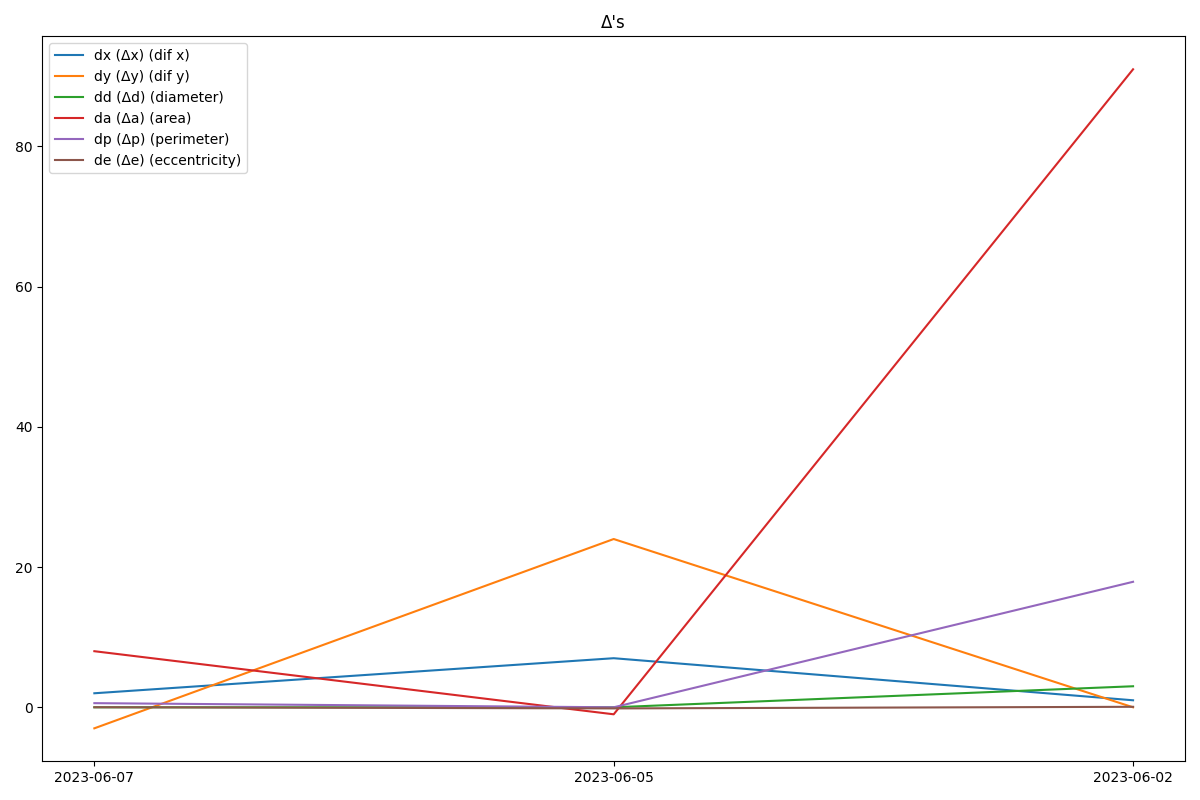 Δ's
dx (Δx) (dif x)
dy (Δy) (dif y)
dd (Δd) (diameter)
da (Δa) (area)
dp (Δp) (perimeter)
de (Δe) (eccentricity)
80
60
40
20
0
2023-06-07 2023-06-05 2023-06-02